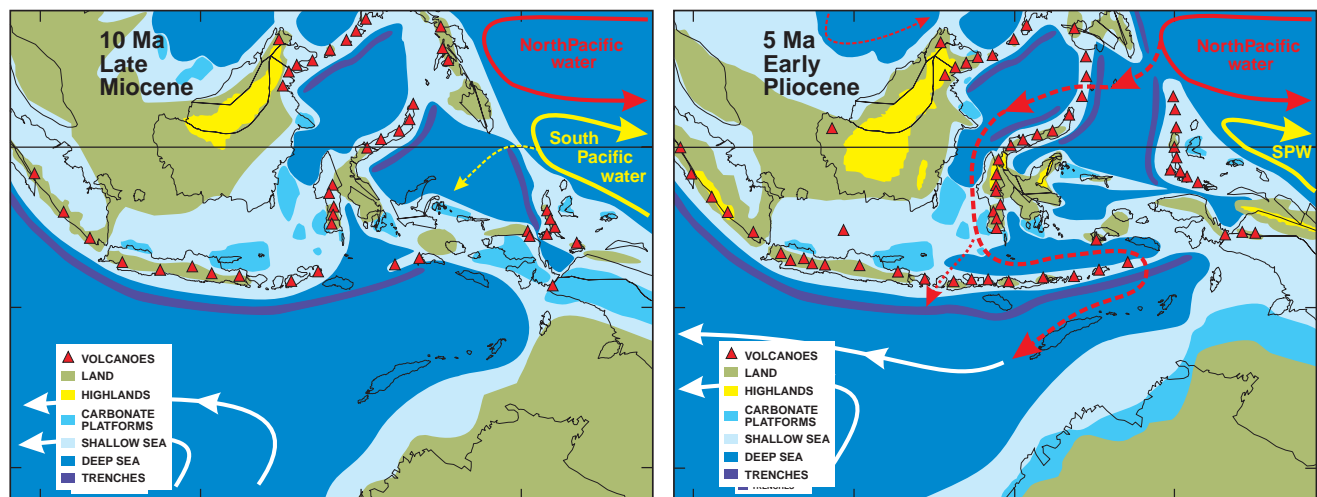 10 Ma
Late
Miocene
NorthPacific
water
South
Pacific
water
VOLCANOES
LAND
HIGHLANDS
CARBONATE
PLATFORMS
SHALLOW SEA
DEEP SEA
TRENCHES
5 Ma
Early
Pliocene
NorthPacific
water
SPW
VOLCANOES
LAND
HIGHLANDS
CARBONATE
PLATFORMS
SHALLOW SEA
DEEP SEA
TRENCHES
TRENCHES